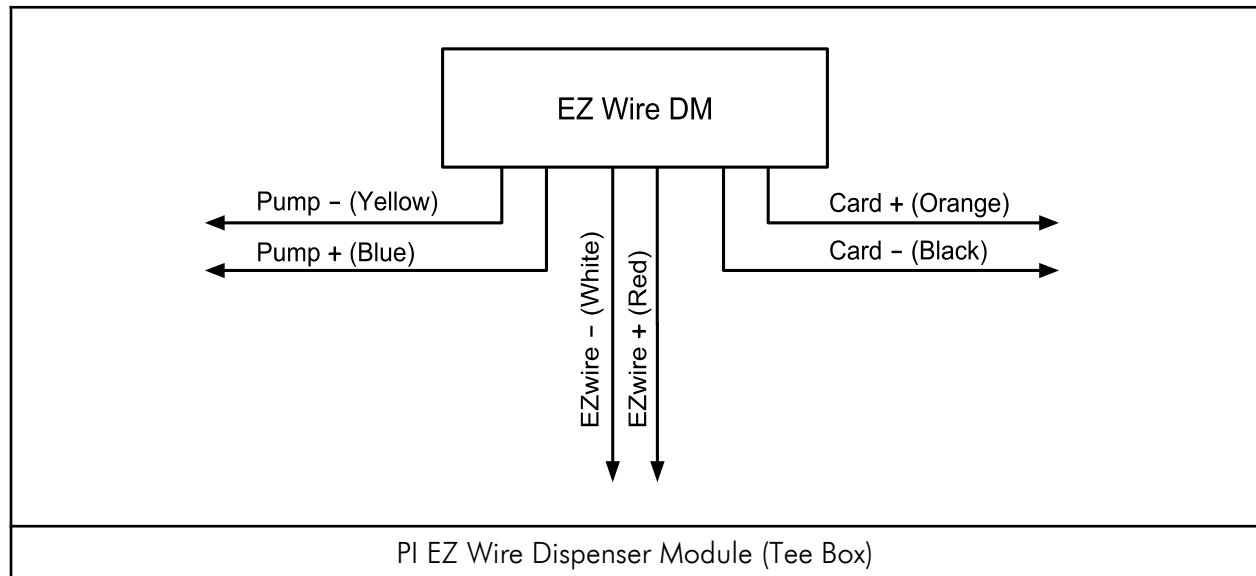 EZ Wire DM
Pump – (Yellow)
Card + (Orange)
Pump + (Blue)
Card – (Black)
EZwire – (White)
EZwire + (Red)
PI EZ Wire Dispenser Module (Tee Box)